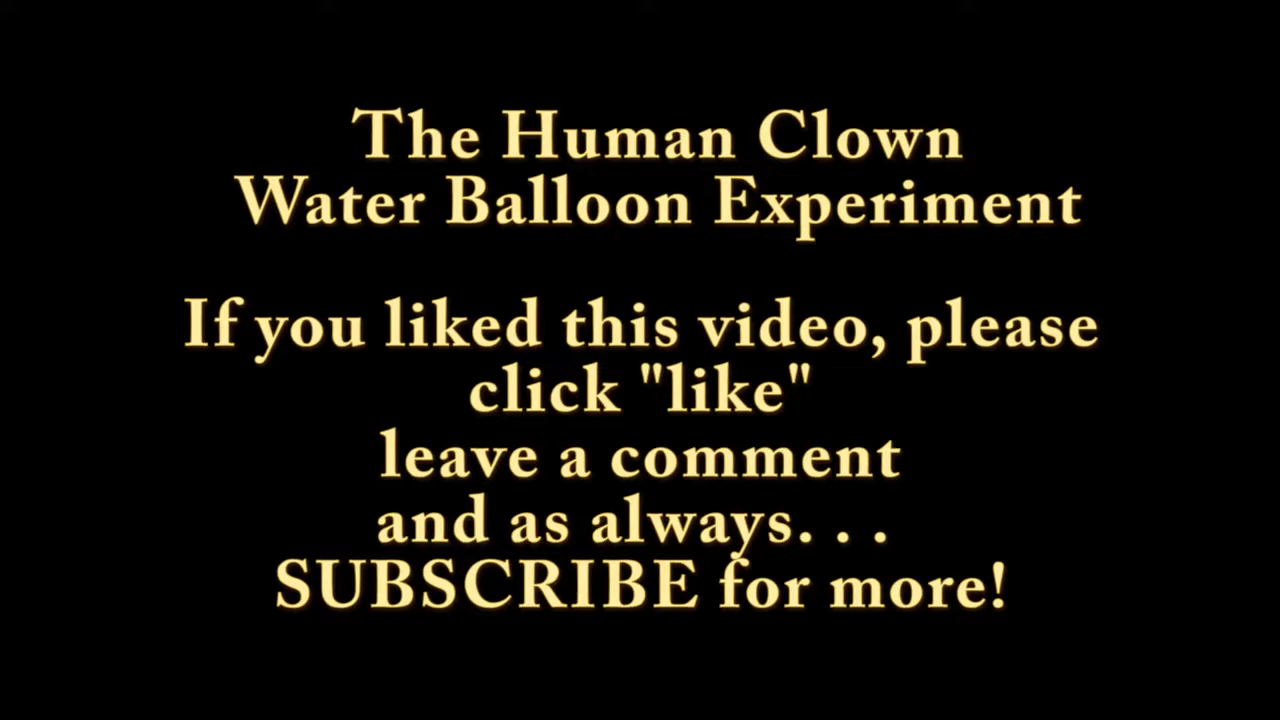 The Human Clown
Water Balloon Experiment
If you liked this video, please
click "like"
leave a comment
and as always. . .
SUBSCRIBE for more!